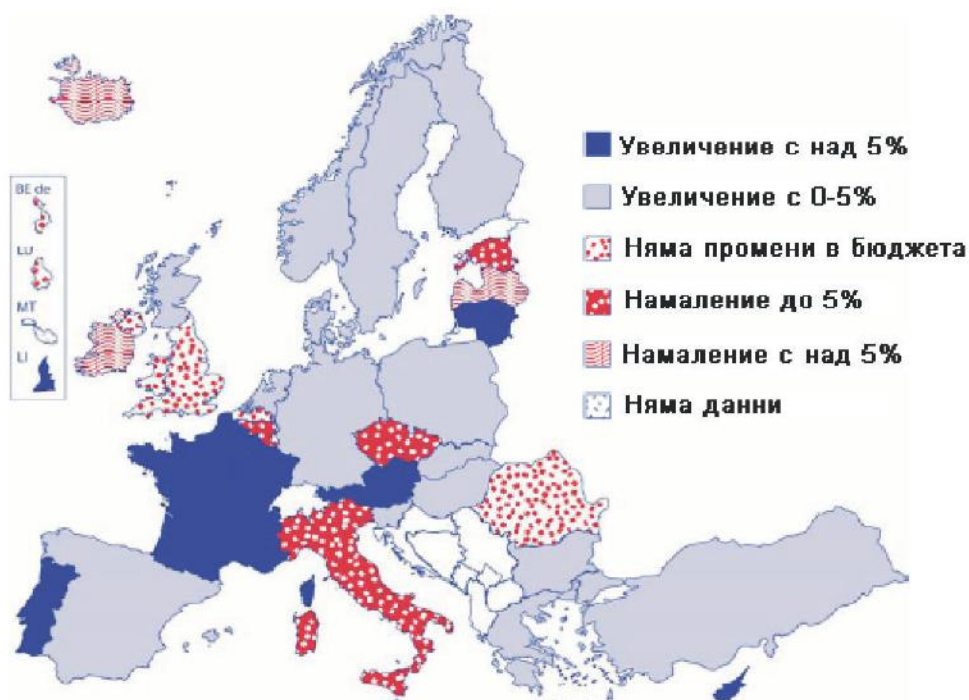 BE de
LU
MT
LI
Увеличение с над 5%
Увеличение с 0-5%
Няма промени в бюджета
Намаление до 5%
Намаление с над 5%
Няма данни